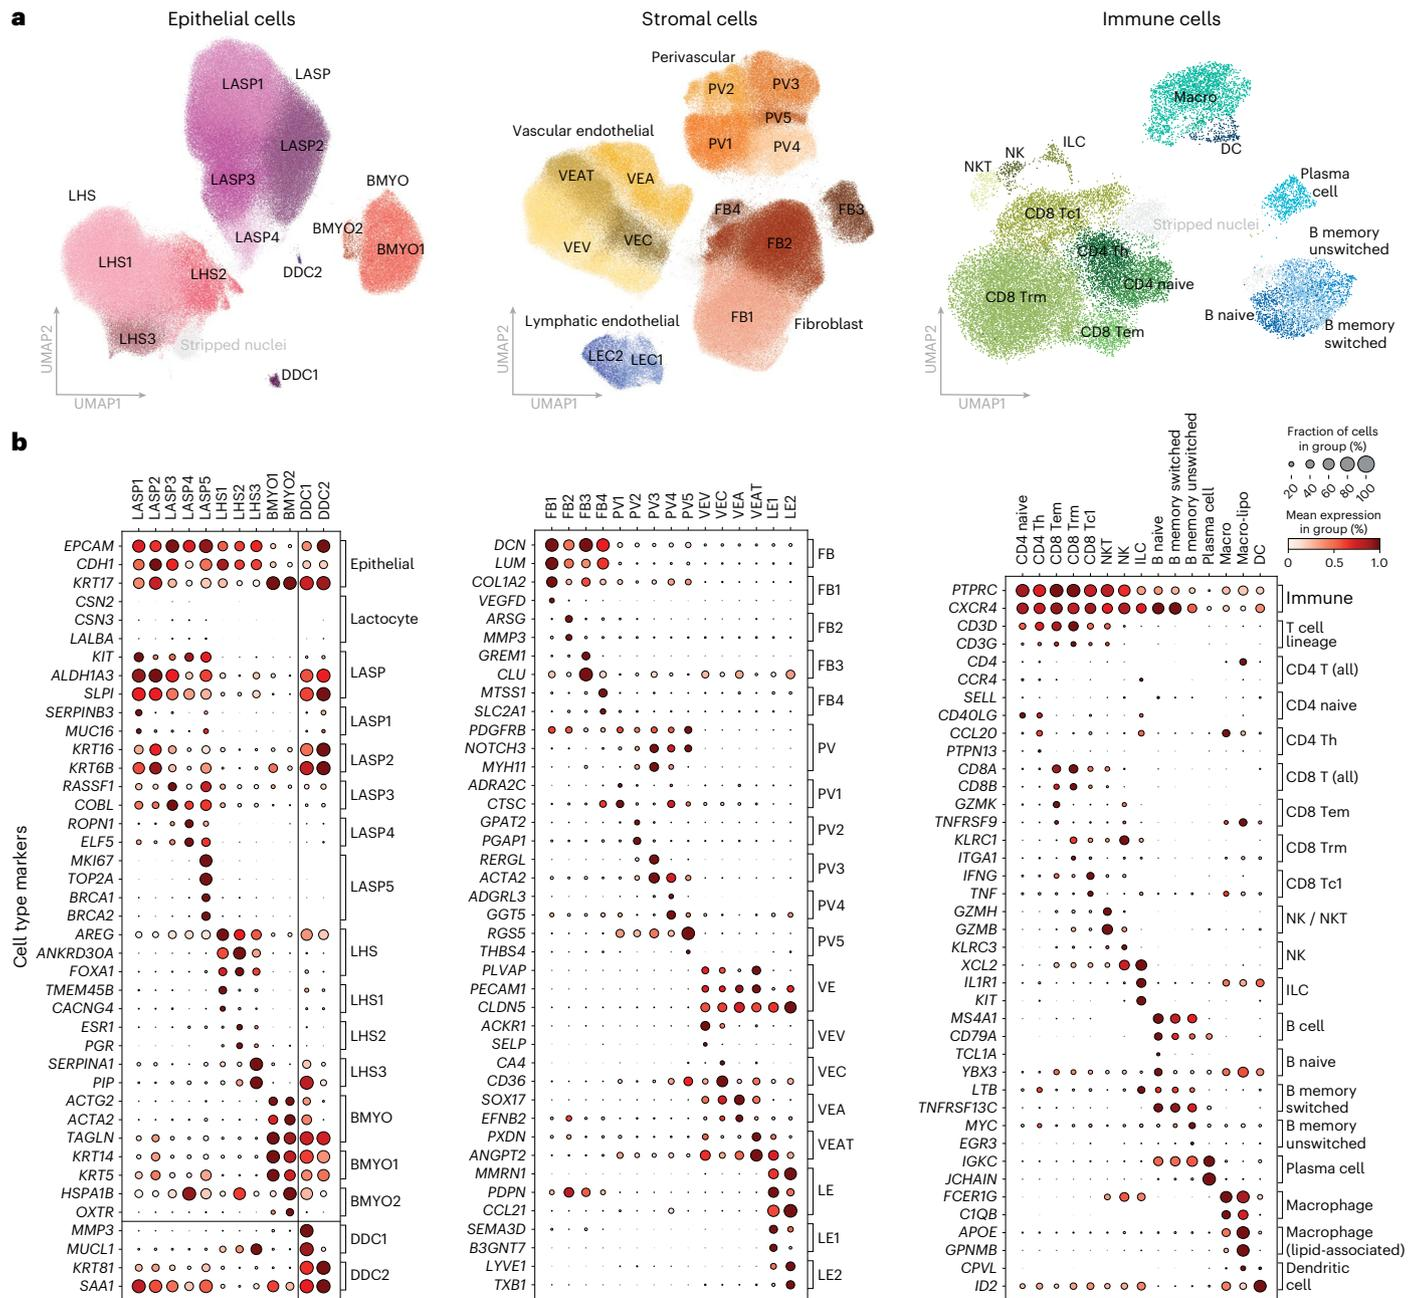 a
Epithelial cells
LASP1
LASP
LASP2
LASP3
LASP4
LHS
LHS1
LHS2
LHS3
BMYO
BMYO2
BMYO1
DDC2
Stripped nuclei
DDC1
UMAP2
UMAP1
Stromal cells
Perivascular
PV2
PV3
PV5
PV1
PV4
Vascular endothelial
VEAT
VEA
VEV
VEC
FB4
FB3
FB2
FB1
Fibroblast
Lymphatic endothelial
LEC2
LEC1
UMAP2
UMAP1
Immune cells
Macro
DC
ILC
NK
NKT
Plasma
cell
CD8 Tc1
Stripped nuclei
B memory
unswitched
CD4 Th
CD4 naive
CD8 Trm
CD8 Tem
B naive
B memory
switched
UMAP2
UMAP1
b
Cell type markers
LASP1
LASP2
LASP3
LASP4
LASP5
LHS1
LHS2
LHS3
BMYO1
BMYO2
DDC1
DDC2
EPCAM
CDH1
KRT17
CSN2
CSN3
LALBA
KIT
ALDH1A3
SLPI
SERPINB3
MUC16
KRT16
KRT6B
RASSF1
COBL
ROPN1
ELF5
MKI67
TOP2A
BRCA1
BRCA2
AREG
ANKRD30A
FOXA1
TMEM45B
CACNG4
ESR1
PGR
SERPINA1
PIP
ACTG2
ACTA2
TAGLN
KRT14
KRT5
HSPA1B
OXTR
MMP3
MUCL1
KRT81
SAA1
Epithelial
Lactocyte
LASP
LASP1
LASP2
LASP3
LASP4
LASP5
LHS
LHS1
LHS2
LHS3
BMYO
BMYO1
BMYO2
DDC1
DDC2
FB1
FB2
FB3
FB4
PV1
PV2
PV3
PV4
PV5
VEV
VEC
VEA
VEAT
LE1
LE2
DCN
LUM
COL1A2
VEGFD
ARSG
MMP3
GREM1
CLU
MTSS1
SLC2A1
PDGFRB
NOTCH3
MYH11
ADRA2C
CTSC
GPAT2
PGAP1
RERGL
ACTA2
ADGRL3
GGT5
RGS5
THBS4
PLVAP
PECAM1
CLDN5
ACKR1
SELP
CA4
CD36
SOX17
EFNB2
PXDN
ANGPT2
MMRN1
PDPN
CCL21
SEMA3D
B3GNT7
LYVE1
TXB1
FB
FB1
FB2
FB3
FB4
PV
PV1
PV2
PV3
PV4
PV5
VE
VEV
VEC
VEA
VEAT
LE
LE1
LE2
CD4 naive
CD4 Th
CD8 Tem
CD8 Trm
CD8 Tc1
NKT
NK
ILC
B naive
B memory switched
B memory unswitched
Plasma cell
Macro
Macro-lipo
DC
PTPRC
CXCR4
CD3D
CD3G
CD4
CCR4
SELL
CD40LG
CCL20
PTPN13
CD8A
CD8B
GZMK
TNFRSF9
KLRC1
ITGA1
IFNG
TNF
GZMH
GZMB
KLRC3
XCL2
IL1R1
KIT
MS4A1
CD79A
TCL1A
YBX3
LTB
TNFRSF13C
MYC
EGR3
IGKC
JCHAIN
FCER1G
C1QB
APOE
GPNMB
CPVL
ID2
Immune
T cell
lineage
CD4 T (all)
CD4 naive
CD4 Th
CD8 T (all)
CD8 Tem
CD8 Trm
CD8 Tc1
NK / NKT
NK
ILC
B cell
B naive
B memory
switched
B memory
unswitched
Plasma cell
Macrophage
Macrophage
(lipid-associated)
Dendritic
cell
Fraction of cells
in group (%)
20
40
60
80
100
Mean expression
in group (%)
0
0.5
1.0